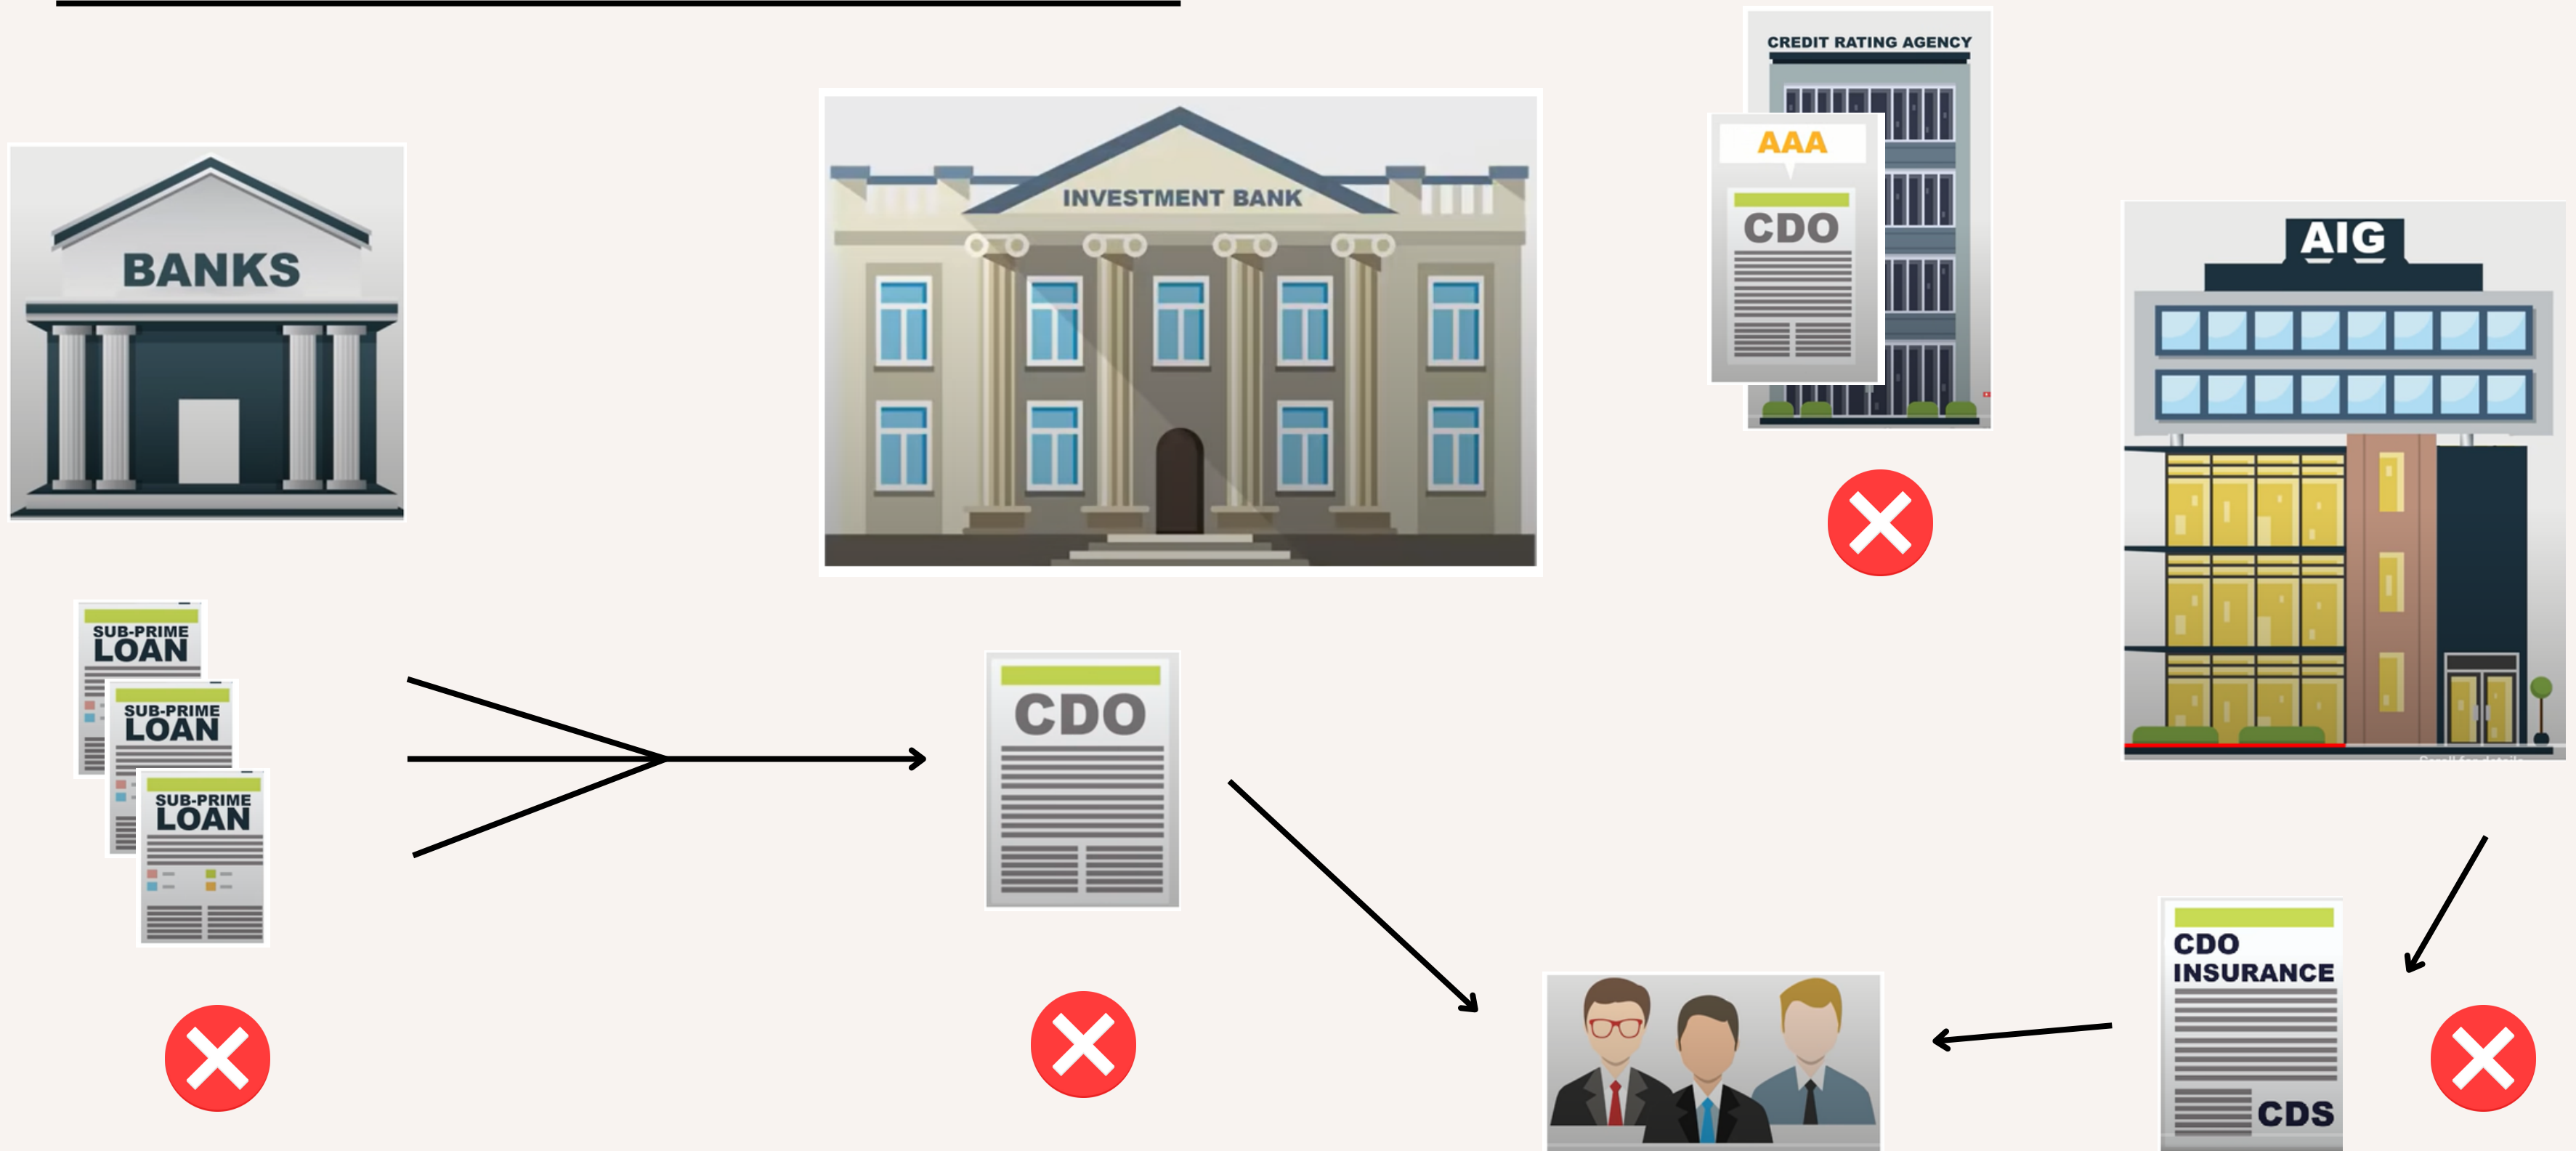 CREDIT RATING AGENCY
AAA
CDO
BANKS
INVESTMENT BANK
AIG
SUB-PRIME
LOAN
SUB-PRIME
LOAN
SUB-PRIME
LOAN
CDO
CDO
INSURANCE
CDS